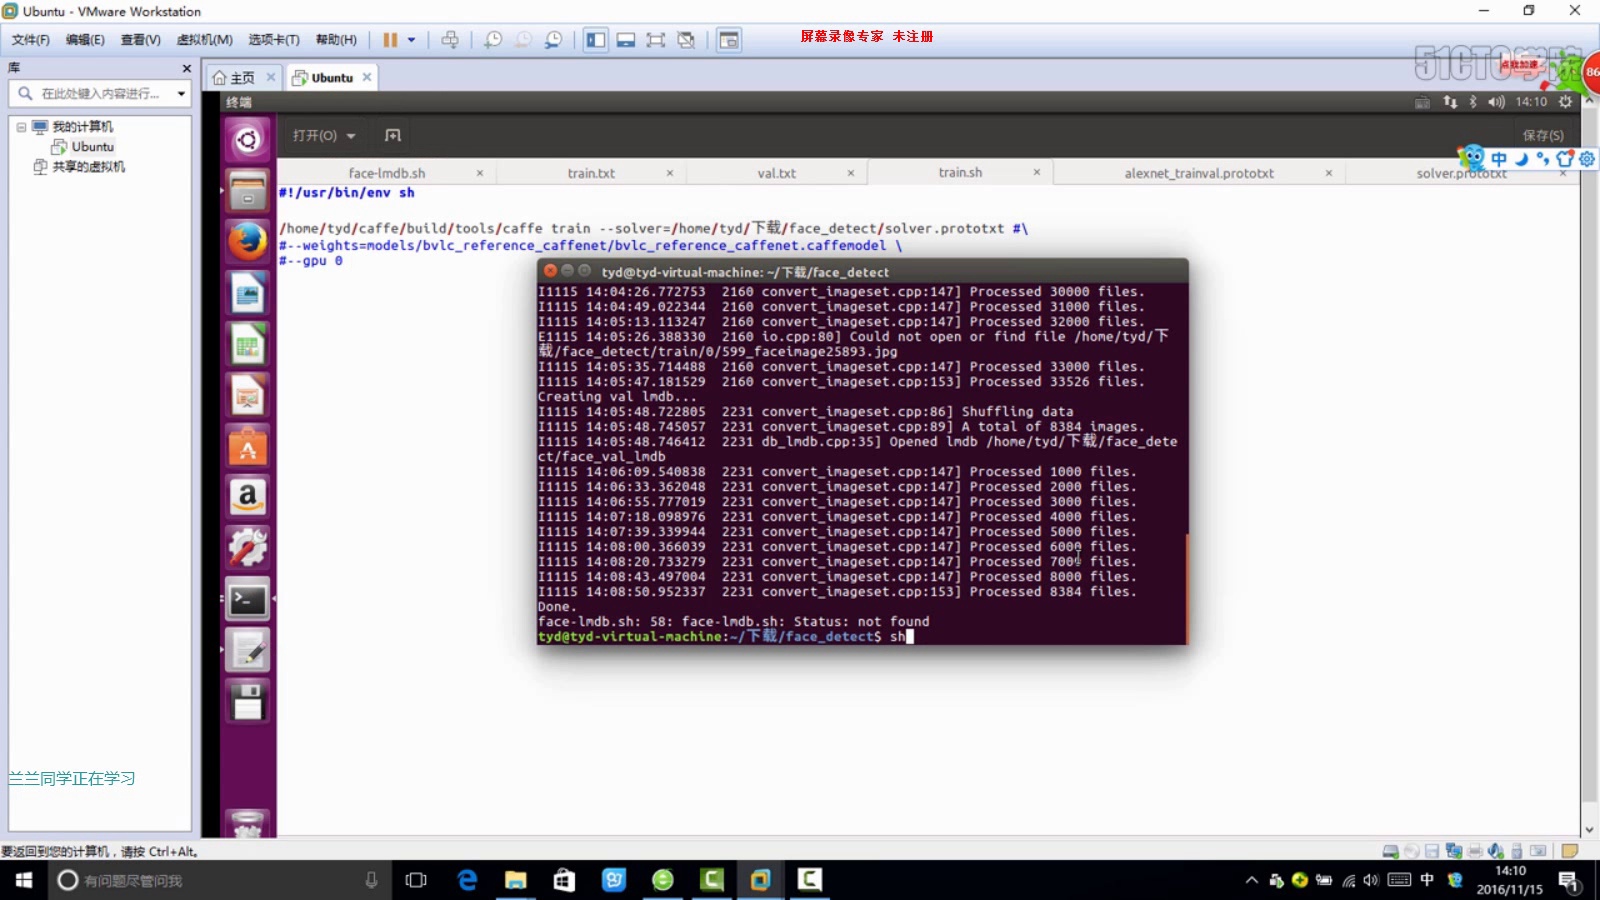 Ubuntu - VMware Workstation
文件(F) 编辑(E) 查看(V) 虚拟机(M) 选项卡(T) 帮助(H)
屏幕录像专家 未注册
51CTO学院
点我加速
86
库
主页
Ubuntu
在此处键入内容进行...
我的计算机
Ubuntu
共享的虚拟机
终端
14:10
打开(O)
保存(S)
中
face-lmdb.sh
train.txt
val.txt
train.sh
alexnet_trainval.prototxt
solver.prototxt
#!/usr/bin/env sh
/home/tyd/caffe/build/tools/caffe train --solver=/home/tyd/下载/face_detect/solver.prototxt #\
#--weights=models/bvlc_reference_caffenet/bvlc_reference_caffenet.caffemodel \
#--gpu 0
tyd@tyd-virtual-machine: ~/下载/face_detect
I1115 14:04:26.772753  2160 convert_imageset.cpp:147] Processed 30000 files.
I1115 14:04:49.022344  2160 convert_imageset.cpp:147] Processed 31000 files.
I1115 14:05:13.113247  2160 convert_imageset.cpp:147] Processed 32000 files.
E1115 14:05:26.388330  2160 io.cpp:80] Could not open or find file /home/tyd/下
载/face_detect/train/0/599_faceimage25893.jpg
I1115 14:05:35.714488  2160 convert_imageset.cpp:147] Processed 33000 files.
I1115 14:05:47.181529  2160 convert_imageset.cpp:153] Processed 33526 files.
Creating val lmdb...
I1115 14:05:48.722805  2231 convert_imageset.cpp:86] Shuffling data
I1115 14:05:48.745057  2231 convert_imageset.cpp:89] A total of 8384 images.
I1115 14:05:48.746412  2231 db_lmdb.cpp:35] Opened lmdb /home/tyd/下载/face_dete
ct/face_val_lmdb
I1115 14:06:09.540838  2231 convert_imageset.cpp:147] Processed 1000 files.
I1115 14:06:33.362048  2231 convert_imageset.cpp:147] Processed 2000 files.
I1115 14:06:55.777019  2231 convert_imageset.cpp:147] Processed 3000 files.
I1115 14:07:18.098976  2231 convert_imageset.cpp:147] Processed 4000 files.
I1115 14:07:39.339944  2231 convert_imageset.cpp:147] Processed 5000 files.
I1115 14:08:00.366039  2231 convert_imageset.cpp:147] Processed 6000 files.
I1115 14:08:20.733279  2231 convert_imageset.cpp:147] Processed 7000 files.
I1115 14:08:43.497004  2231 convert_imageset.cpp:147] Processed 8000 files.
I1115 14:08:50.952337  2231 convert_imageset.cpp:153] Processed 8384 files.
Done.
face-lmdb.sh: 58: face-lmdb.sh: Status: not found
tyd@tyd-virtual-machine:~/下载/face_detect$ sh
兰兰同学正在学习
要返回到您的计算机，请按 Ctrl+Alt。
有问题尽管问我
中
14:10
2016/11/15
1